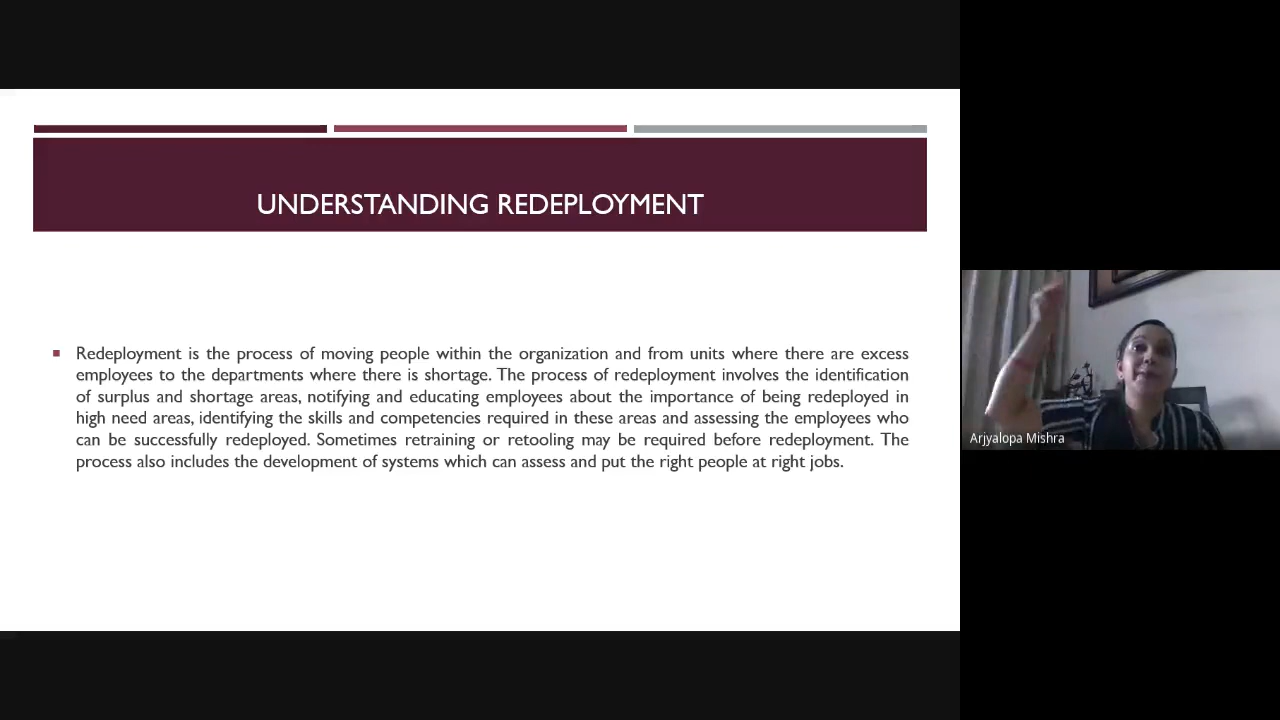 UNDERSTANDING REDEPLOYMENT
Redeployment is the process of moving people within the organization and from units where there are excess
employees to the departments where there is shortage. The process of redeployment involves the identification
of surplus and shortage areas, notifying and educating employees about the importance of being redeployed in
high need areas, identifying the skills and competencies required in these areas and assessing the employees who
can be successfully redeployed. Sometimes retraining or retooling may be required before redeployment. The
process also includes the development of systems which can assess and put the right people at right jobs.
Arjyalopa Mishra